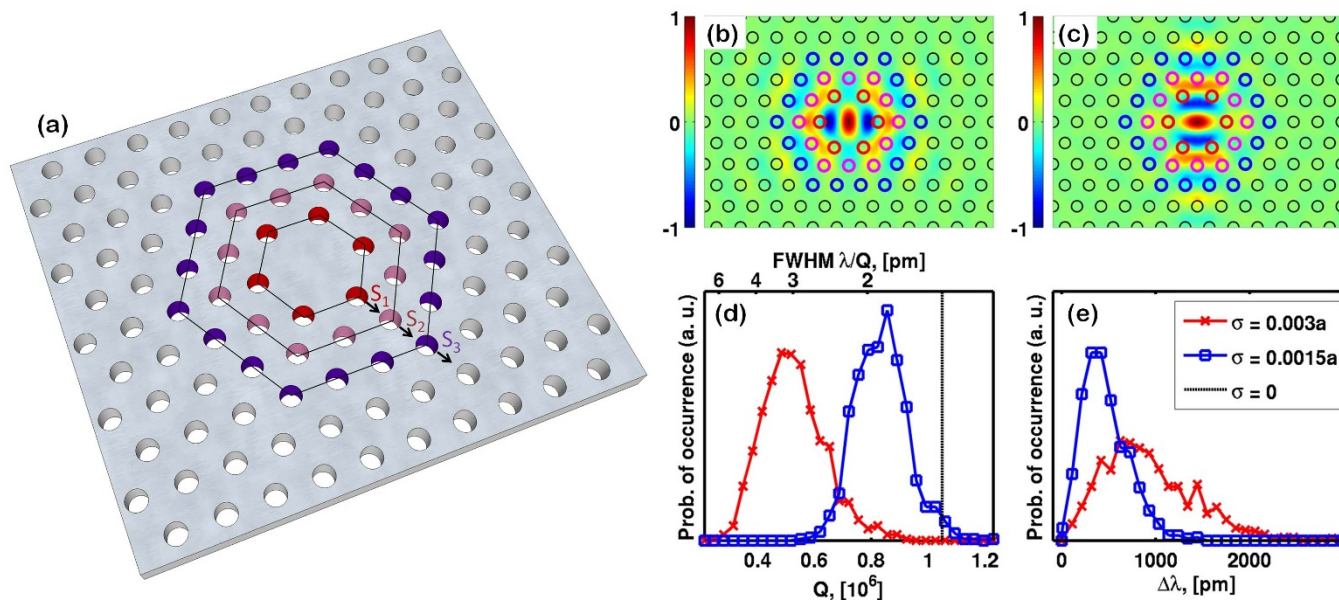 (a)
S1
S2
S3
(b)
1
0
-1
(c)
1
0
-1
FWHM λ/Q, [pm]
6 4 3 2
(d)
Prob. of occurrence (a. u.)
0.4 0.6 0.8 1 1.2
Q, [10^6]
(e)
σ = 0.003a
σ = 0.0015a
σ = 0
Prob. of occurrence (a. u.)
0 1000 2000
Δλ, [pm]